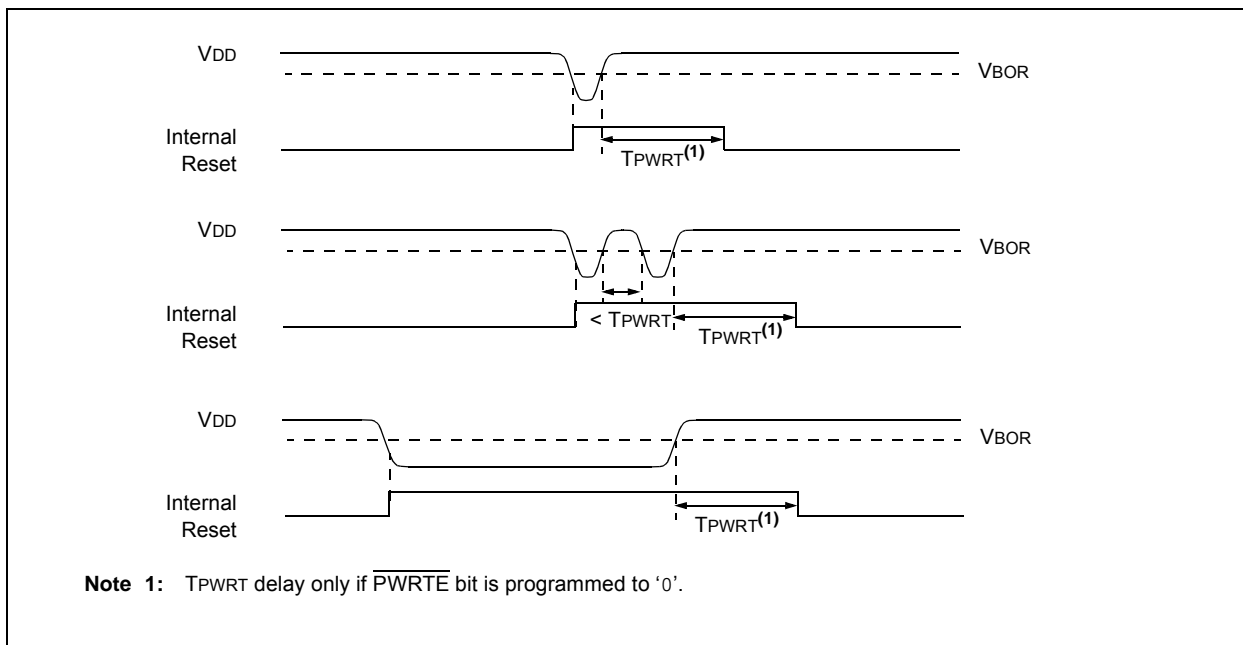 VDD
VBOR
Internal
Reset
TPWRT(1)
VDD
VBOR
Internal
Reset
< TPWRT
TPWRT(1)
VDD
VBOR
Internal
Reset
TPWRT(1)
Note 1: TPWRT delay only if PWRTE bit is programmed to ‘0’.